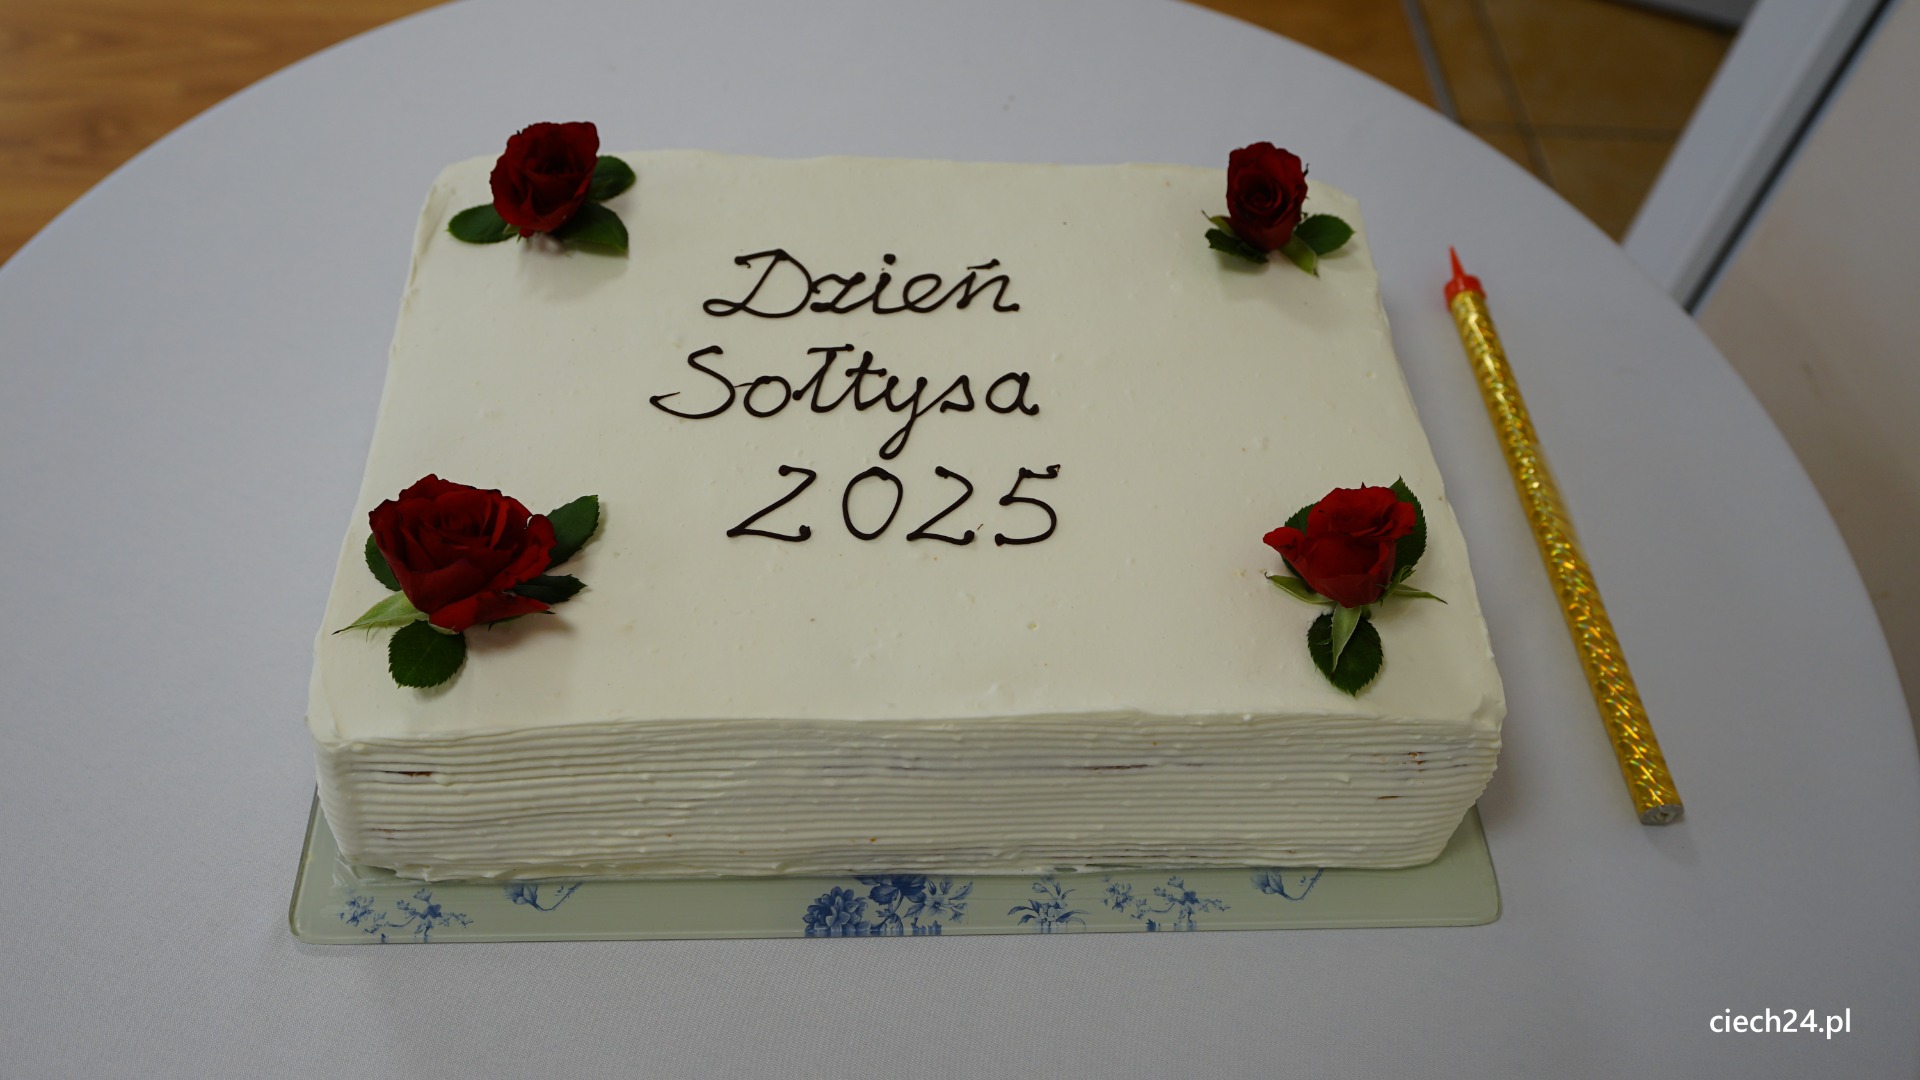 Dzień
Sołtysa
2025
ciech24.pl